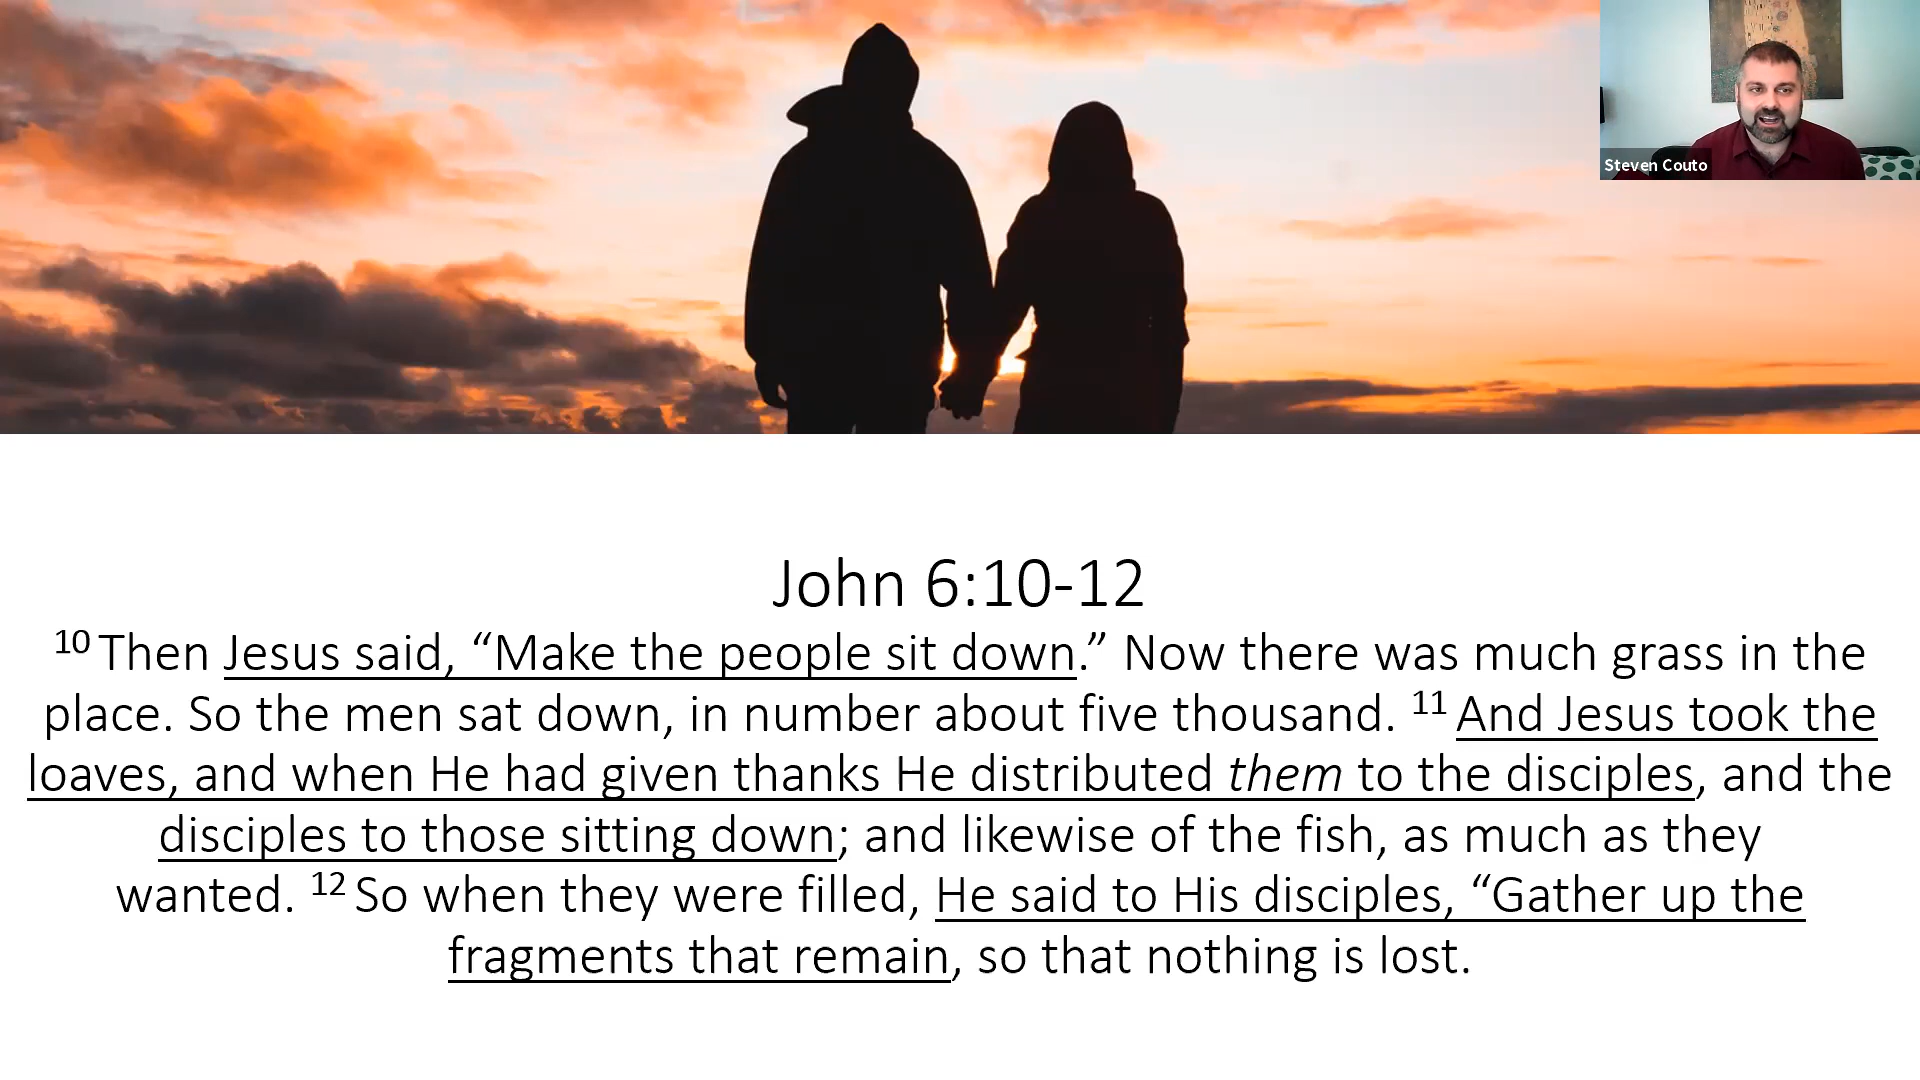 Steven Couto
John 6:10-12
10 Then Jesus said, “Make the people sit down.” Now there was much grass in the
place. So the men sat down, in number about five thousand. 11 And Jesus took the
loaves, and when He had given thanks He distributed them to the disciples, and the
disciples to those sitting down; and likewise of the fish, as much as they
wanted. 12 So when they were filled, He said to His disciples, “Gather up the
fragments that remain, so that nothing is lost.